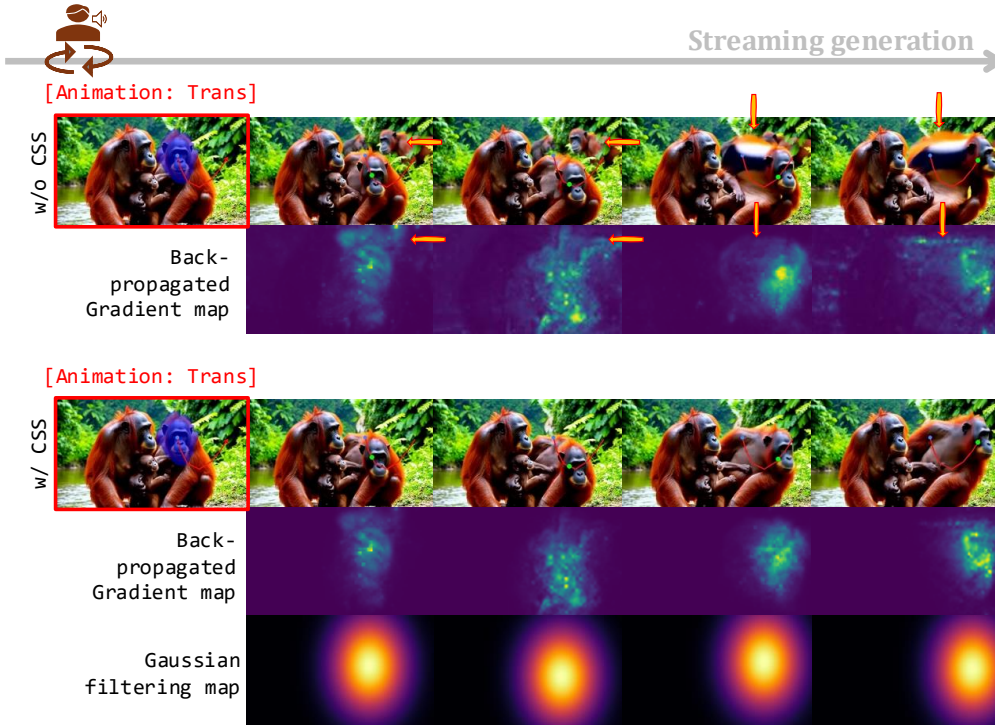 Streaming generation
[Animation: Trans]
w/o CSS
Back-
propagated
Gradient map
[Animation: Trans]
w/ CSS
Back-
propagated
Gradient map
Gaussian
filtering map